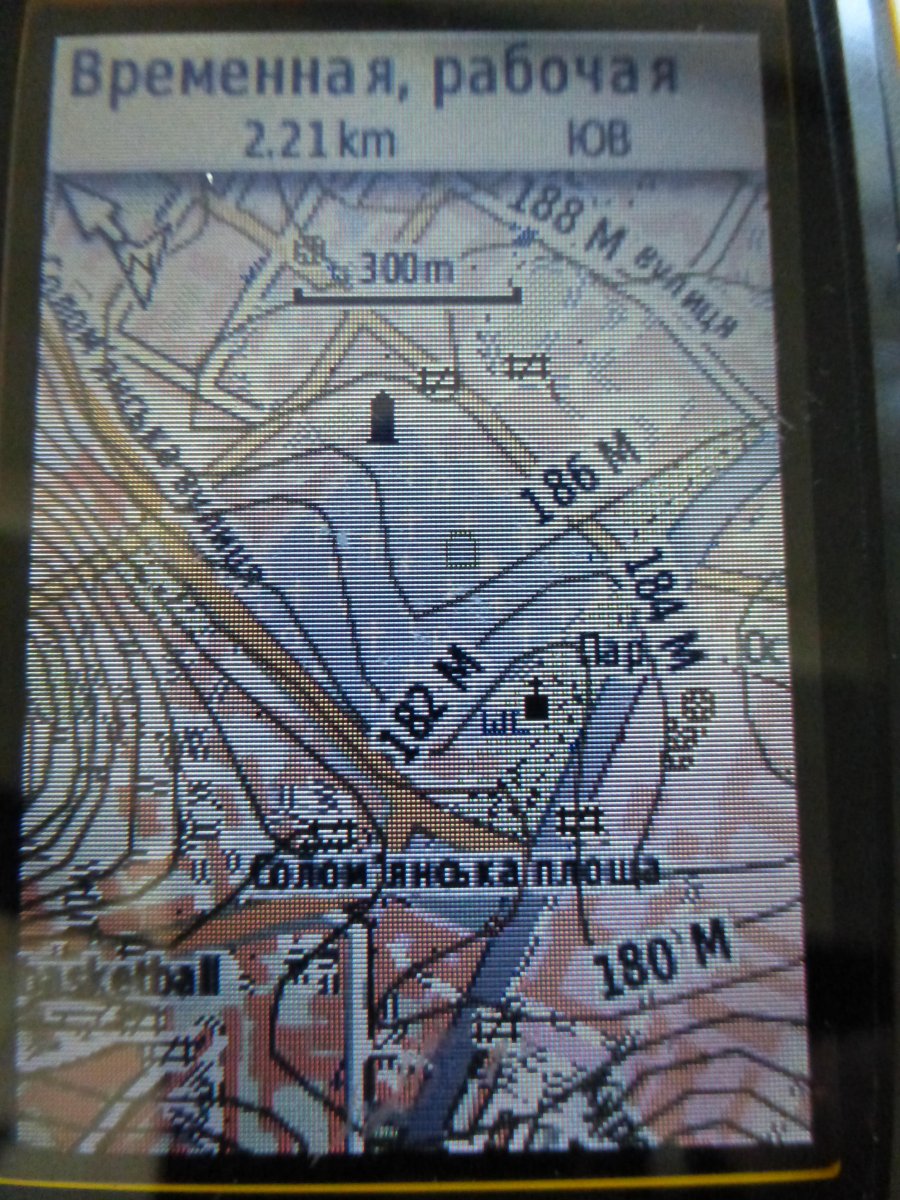 Временная, рабочая
2.21 km ЮВ
188 М вулиця
300m
Солом'янська вулиця
186 М
184 М
Пар
Ос
182 М
Солом'янська площа
180 М
basketball